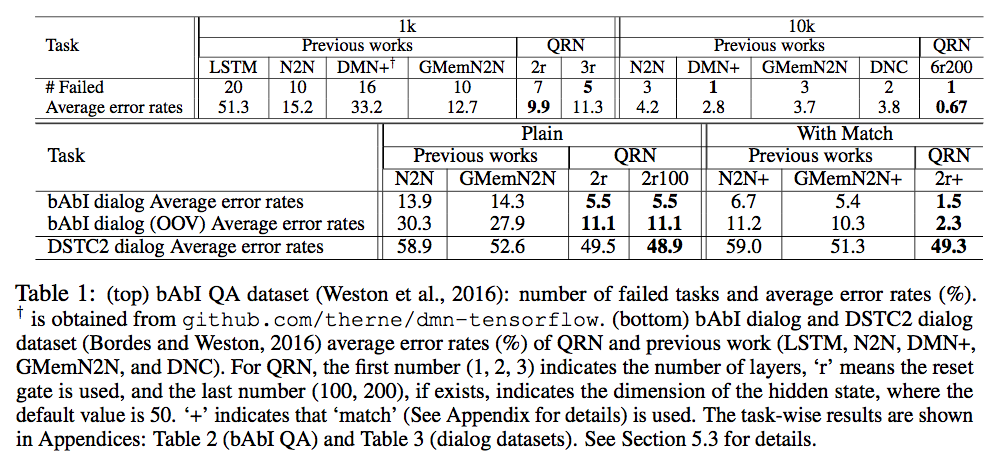 1k 10k
Task Previous works QRN Previous works QRN
LSTM N2N DMN+† GMemN2N 2r 3r N2N DMN+ GMemN2N DNC 6r200
# Failed 20 10 16 10 7 5 3 1 3 2 1
Average error rates 51.3 15.2 33.2 12.7 9.9 11.3 4.2 2.8 3.7 3.8 0.67
Plain With Match
Task Previous works QRN Previous works QRN
N2N GMemN2N 2r 2r100 N2N+ GMemN2N+ 2r+
bAbI dialog Average error rates 13.9 14.3 5.5 5.5 6.7 5.4 1.5
bAbI dialog (OOV) Average error rates 30.3 27.9 11.1 11.1 11.2 10.3 2.3
DSTC2 dialog Average error rates 58.9 52.6 49.5 48.9 59.0 51.3 49.3
Table 1: (top) bAbI QA dataset (Weston et al., 2016): number of failed tasks and average error rates (%).
† is obtained from github.com/therne/dmn-tensorflow. (bottom) bAbI dialog and DSTC2 dialog
dataset (Bordes and Weston, 2016) average error rates (%) of QRN and previous work (LSTM, N2N, DMN+,
GMemN2N, and DNC). For QRN, the first number (1, 2, 3) indicates the number of layers, ‘r’ means the reset
gate is used, and the last number (100, 200), if exists, indicates the dimension of the hidden state, where the
default value is 50. ‘+’ indicates that ‘match’ (See Appendix for details) is used. The task-wise results are shown
in Appendices: Table 2 (bAbI QA) and Table 3 (dialog datasets). See Section 5.3 for details.